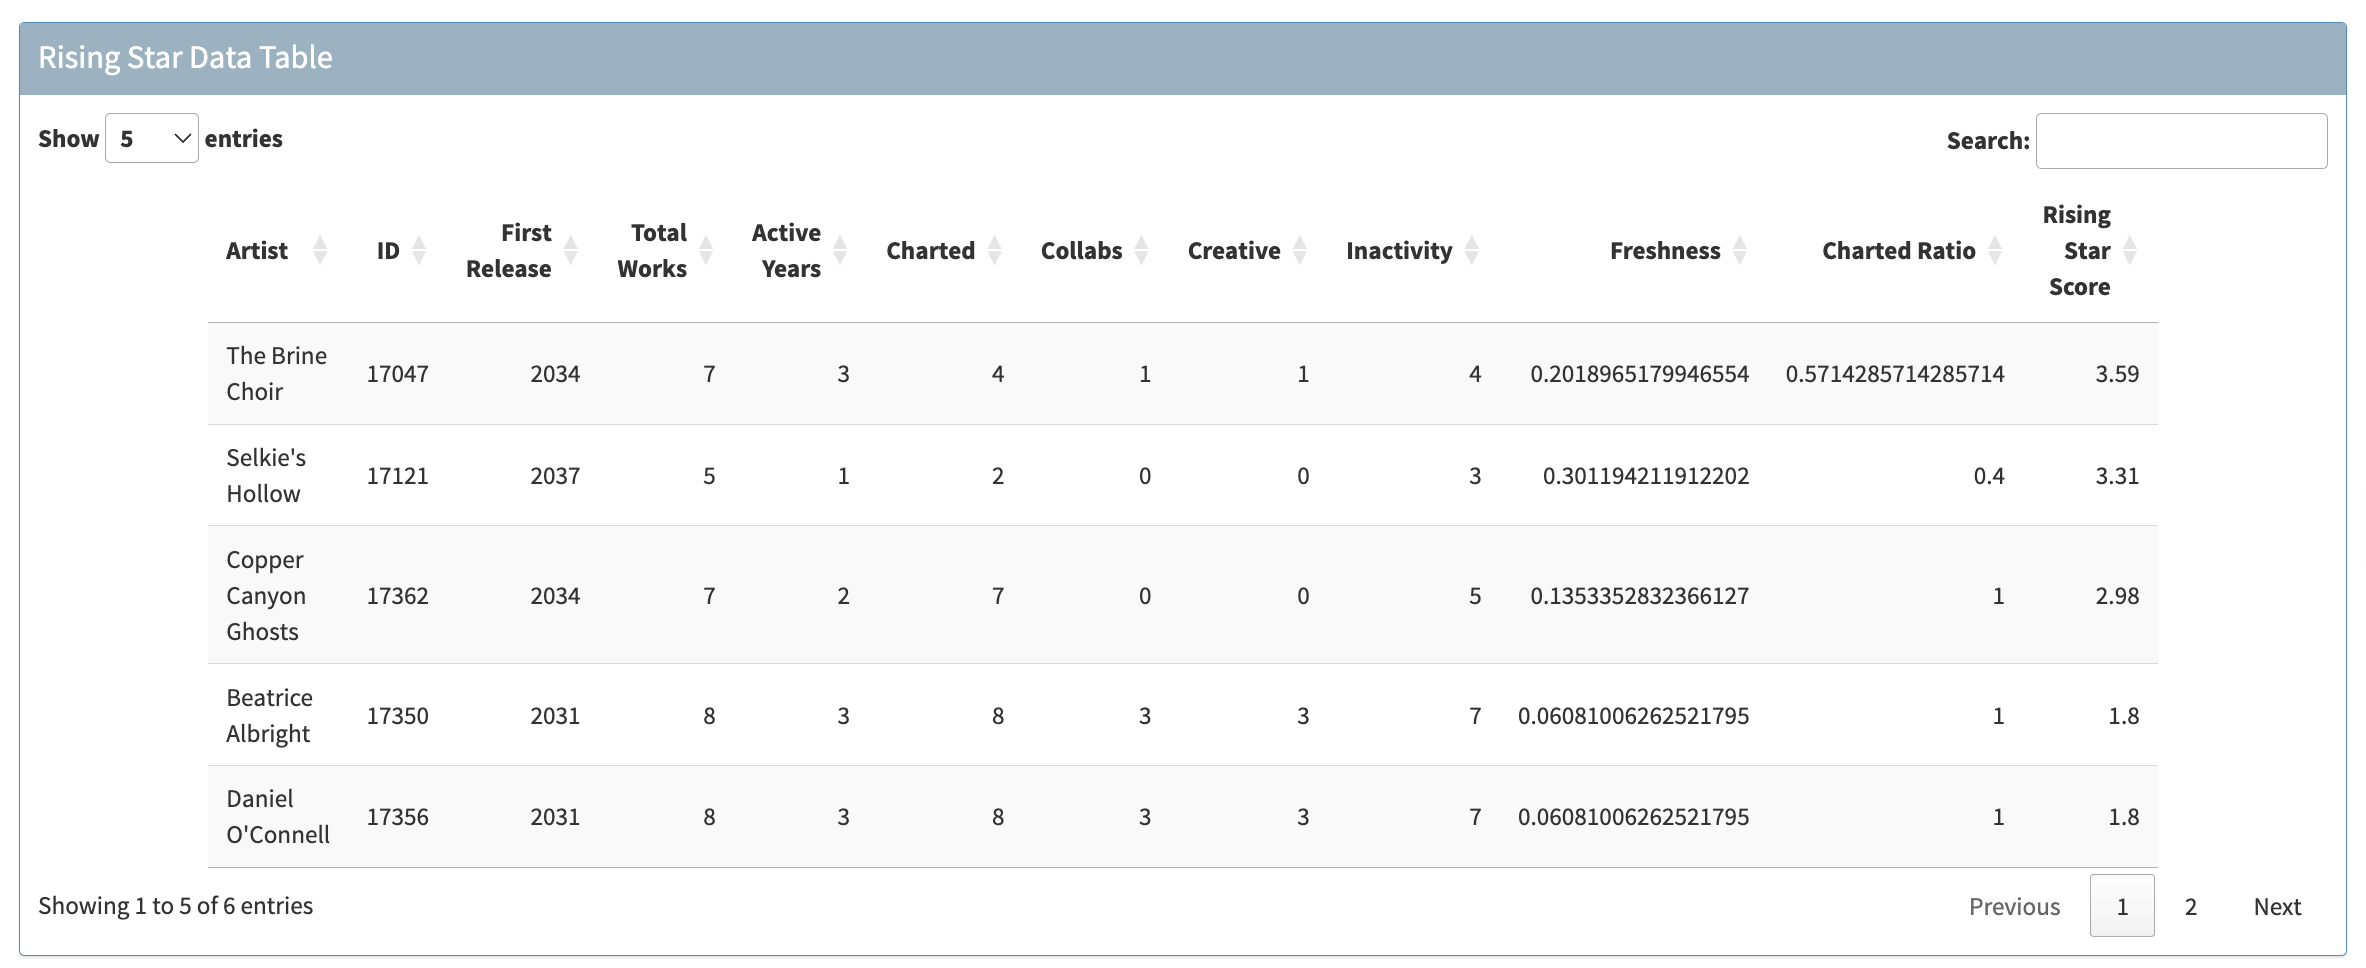 Rising Star Data Table
Show 5 entries
Search:
Artist ID First Release Total Works Active Years Charted Collabs Creative Inactivity Freshness Charted Ratio Rising Star Score
The Brine Choir 17047 2034 7 3 4 1 1 4 0.2018965179946554 0.5714285714285714 3.59
Selkie's Hollow 17121 2037 5 1 2 0 0 3 0.301194211912202 0.4 3.31
Copper Canyon Ghosts 17362 2034 7 2 7 0 0 5 0.1353352832366127 1 2.98
Beatrice Albright 17350 2031 8 3 8 3 3 7 0.06081006262521795 1 1.8
Daniel O'Connell 17356 2031 8 3 8 3 3 7 0.06081006262521795 1 1.8
Showing 1 to 5 of 6 entries
Previous 1 2 Next